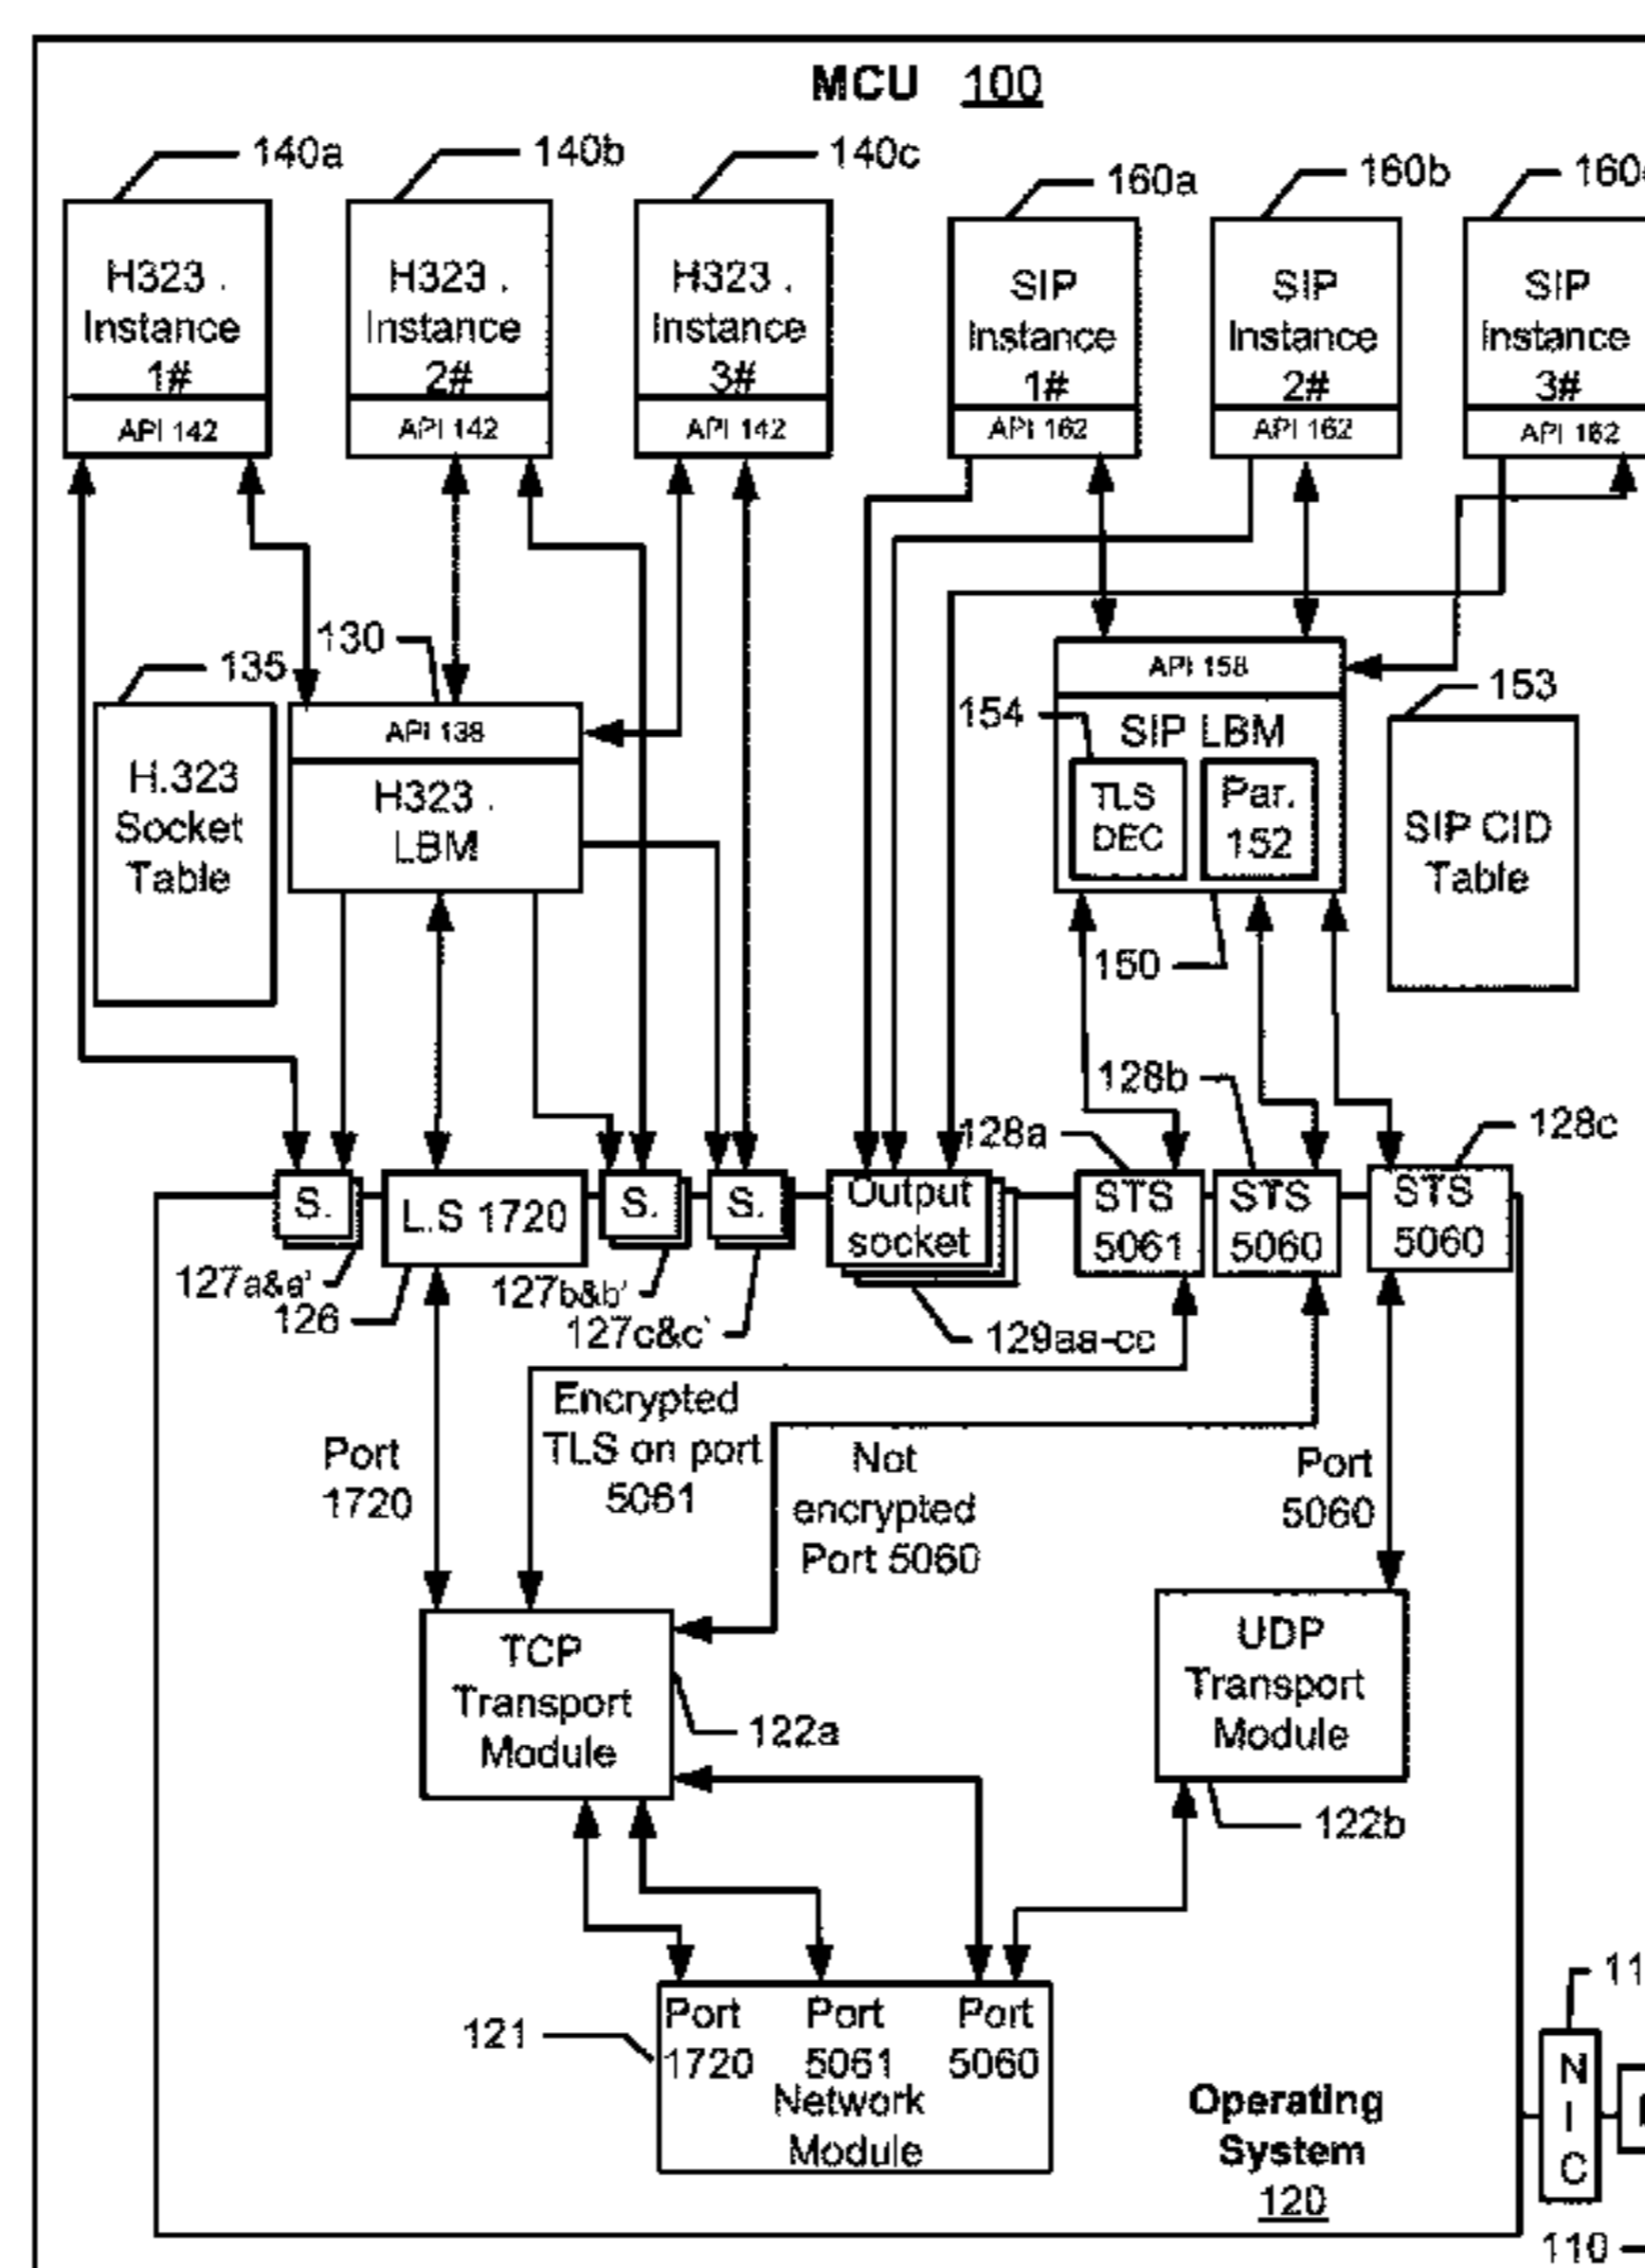 MCU 100
140a
140b
140c
160a
160b
H323 .
Instance
1#
API 142
H323 .
Instance
2#
API 142
H323 .
Instance
3#
API 142
SIP
Instance
1#
API 162
SIP
Instance
2#
API 162
SIP
Instance
3#
API 162
130
135
H.323
Socket
Table
API 138
H323 .
LBM
API 158
154
SIP LBM
TLS
DEC
Par.
152
153
SIP CID
Table
150
128b
128a
128c
S.
L.S 1720
S.
S.
Output
socket
STS
5061
STS
5060
STS
5060
127a&a'
126
127b&b'
127c&c'
129aa-cc
Encrypted
TLS on port
5061
Port
1720
Not
encrypted
Port 5060
Port
5060
TCP
Transport
Module
122a
UDP
Transport
Module
122b
121
Port
1720
Port
5061
Port
5060
Network
Module
Operating
System
120
N
I
C
110